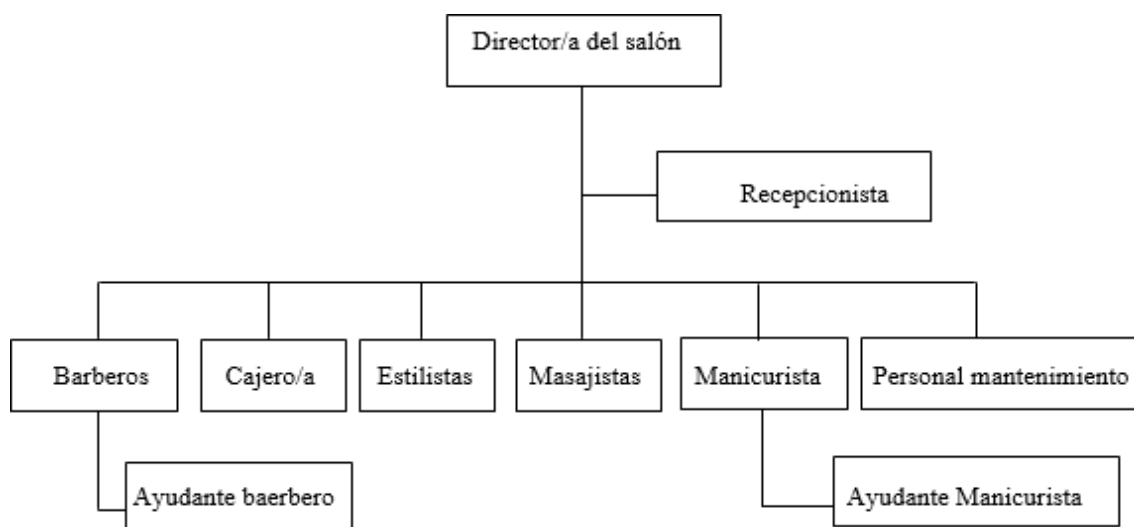 Director/a del salón
Recepcionista
Barberos
Cajero/a
Estilistas
Masajistas
Manicurista
Personal mantenimiento
Ayudante baerbero
Ayudante Manicurista